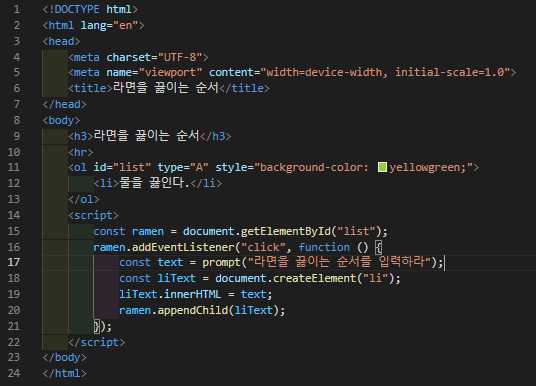 1 <!DOCTYPE html>
2 <html lang="en">
3 <head>
4     <meta charset="UTF-8">
5     <meta name="viewport" content="width=device-width, initial-scale=1.0">
6     <title>라면을 끓이는 순서</title>
7 </head>
8 <body>
9     <h3>라면을 끓이는 순서</h3>
10     <hr>
11     <ol id="list" type="A" style="background-color: yellowgreen;">
12         <li>물을 끓인다.</li>
13     </ol>
14     <script>
15         const ramen = document.getElementById("list");
16         ramen.addEventListener("click", function () {
17             const text = prompt("라면을 끓이는 순서를 입력하라");
18             const liText = document.createElement("li");
19             liText.innerHTML = text;
20             ramen.appendChild(liText);
21         });
22     </script>
23 </body>
24 </html>